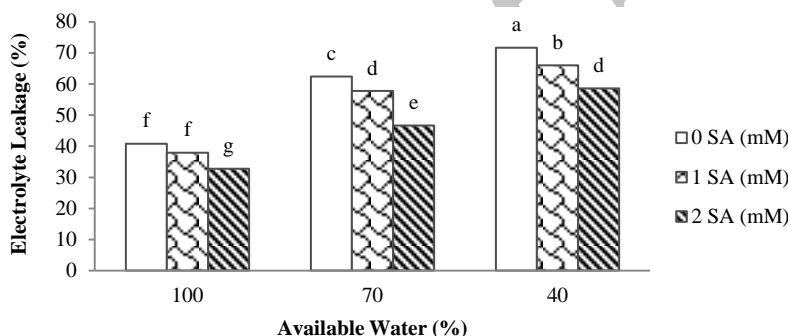 Electrolyte Leakage (%)
80
70
60
50
40
30
20
10
0
f
f
g
c
d
e
a
b
d
100
70
40
Available Water (%)
0 SA (mM)
1 SA (mM)
2 SA (mM)